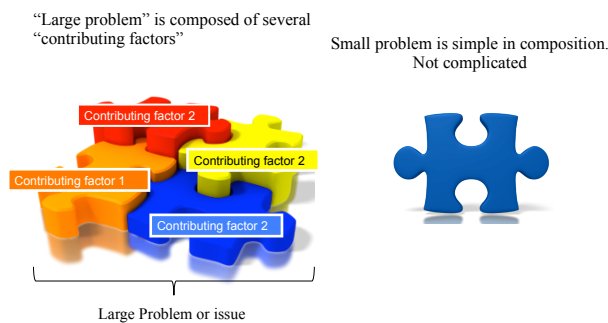 “Large problem” is composed of several
“contributing factors”
Small problem is simple in composition.
Not complicated
Contributing factor 2
Contributing factor 2
Contributing factor 1
Contributing factor 2
Large Problem or issue